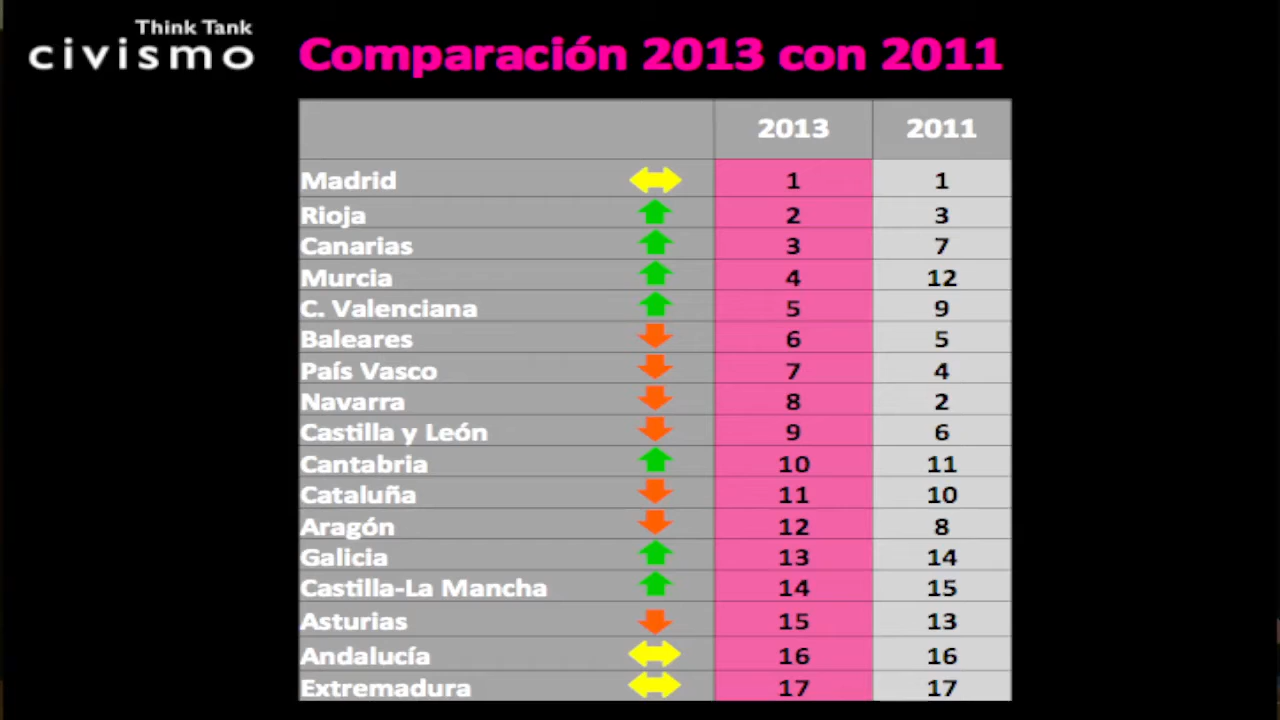 Think Tank
civismo
Comparación 2013 con 2011
2013 2011
Madrid 1 1
Rioja 2 3
Canarias 3 7
Murcia 4 12
C. Valenciana 5 9
Baleares 6 5
País Vasco 7 4
Navarra 8 2
Castilla y León 9 6
Cantabria 10 11
Cataluña 11 10
Aragón 12 8
Galicia 13 14
Castilla-La Mancha 14 15
Asturias 15 13
Andalucía 16 16
Extremadura 17 17